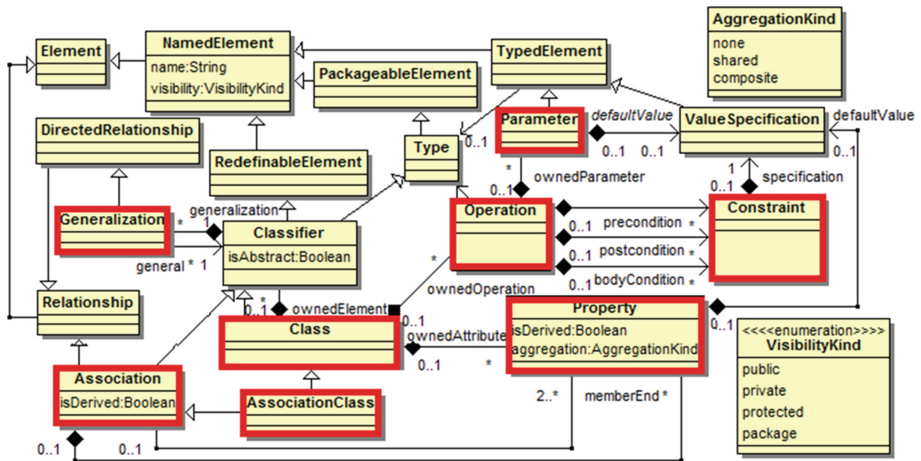 AggregationKind
none
shared
composite
Element
NamedElement
name:String
visibility:VisibilityKind
TypedElement
PackageableElement
DirectedRelationship
Type
0..1
Parameter
defaultValue
0..1
0..1
ValueSpecification
defaultValue
0..1
RedefinableElement
*
ownedParameter
0..1
1
0..1
specification
Generalization
generalization
*
1
general * 1
Classifier
isAbstract:Boolean
Operation
0..1
precondition *
0..1
postcondition *
0..1
bodyCondition *
Constraint
*
ownedOperation
Relationship
*
0..1
ownedElement
0..1
Class
ownedAttribute
0..1
*
Property
isDerived:Boolean
aggregation:AggregationKind
0..1
<<<<enumeration>>>>
VisibilityKind
public
private
protected
package
Association
isDerived:Boolean
AssociationClass
2..*
memberEnd *
0..1
0..1